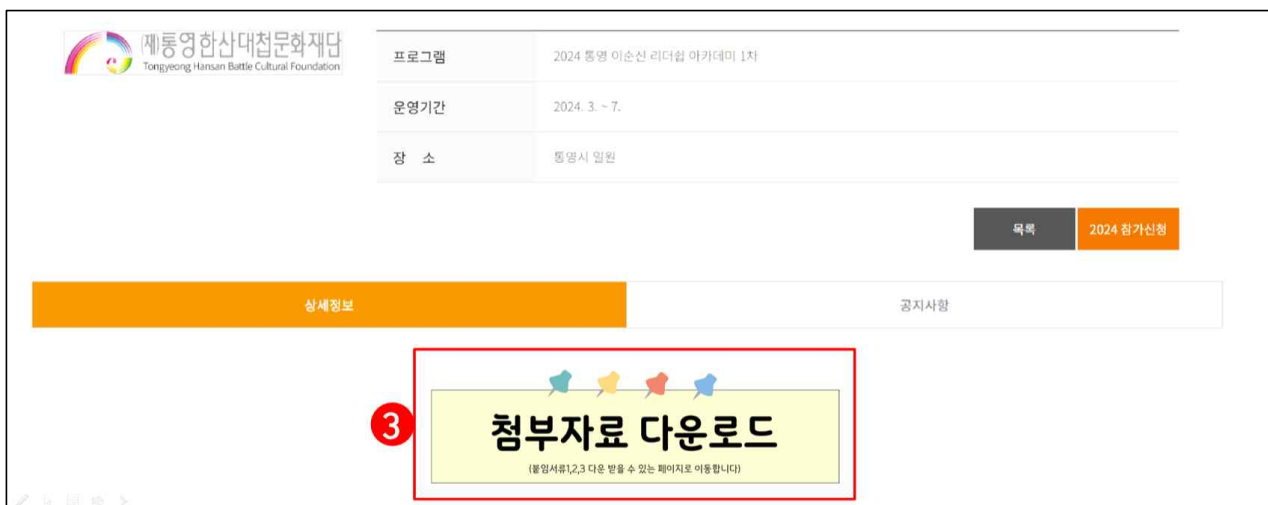 (재)통영한산대첩문화재단
Tongyeong Hansan Battle Cultural Foundation
프로그램 2024 통영 이순신 리더쉽 아카데미 1차
운영기간 2024. 3. ~ 7.
장 소 통영시 일원
목록 2024 참가신청
상세정보 공지사항
3
첨부자료 다운로드
(붙임서류1,2,3 다운 받을 수 있는 페이지로 이동합니다)